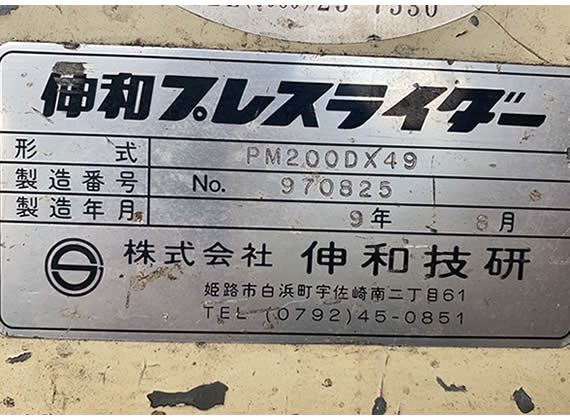 23-7530
伸和プレスライダー
形式 PM200DX49
製造番号 No. 970825
製造年月 9年 8月
株式会社 伸和技研
姫路市白浜町宇佐崎南二丁目61
TEL (0792)45-0851